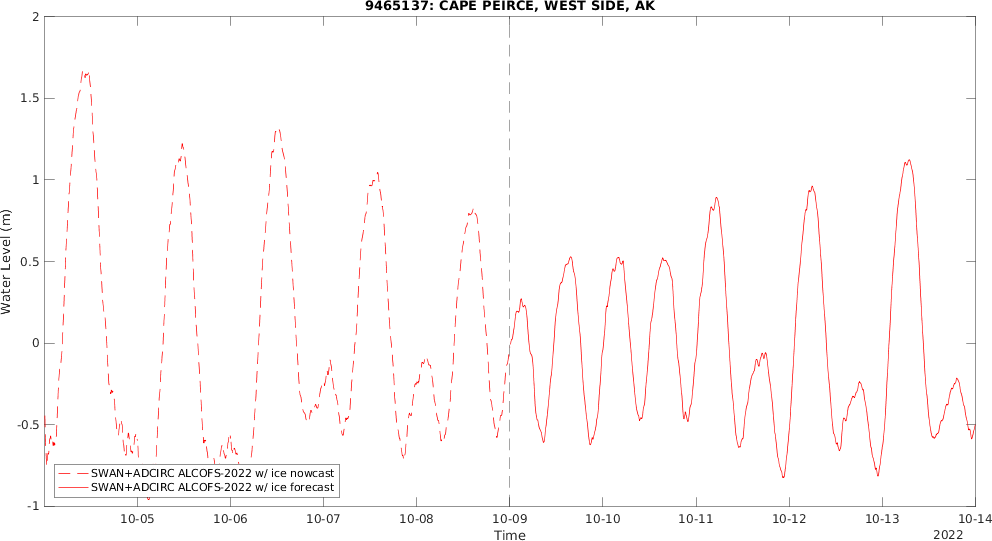 9465137: CAPE PEIRCE, WEST SIDE, AK
2
1.5
1
0.5
0
-0.5
-1
Water Level (m)
SWAN+ADCIRC ALCOFS-2022 w/ ice nowcast
SWAN+ADCIRC ALCOFS-2022 w/ ice forecast
10-05 10-06 10-07 10-08 10-09 10-10 10-11 10-12 10-13 10-14
Time
2022